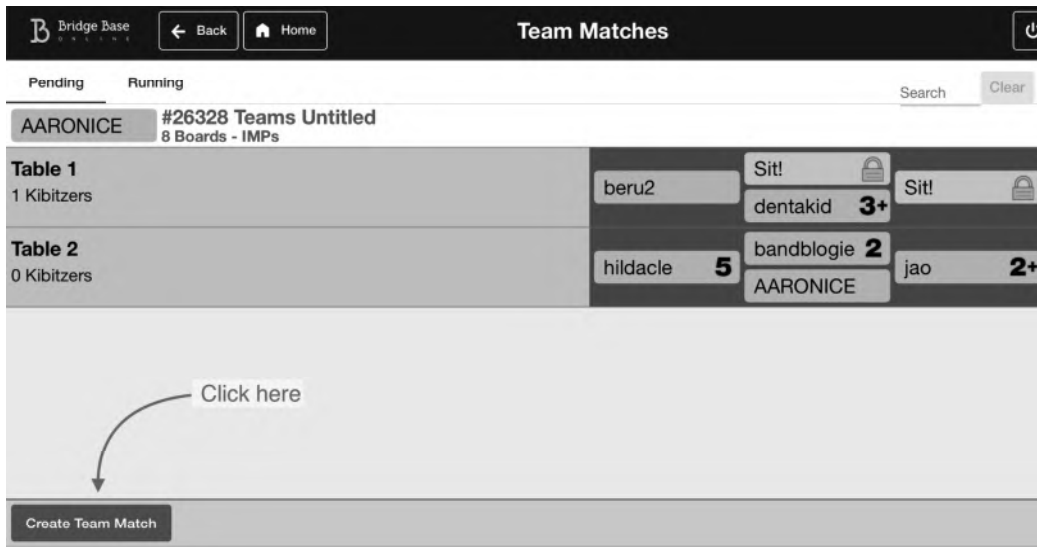 Bridge Base
ONLINE
← Back
Home
Team Matches
Pending
Running
Search
Clear
AARONICE
#26328 Teams Untitled
8 Boards - IMPs
Table 1
1 Kibitzers
beru2
Sit!
dentakid 3+
Sit!
Table 2
0 Kibitzers
hildacle 5
bandblogie 2
AARONICE
jao 2+
Click here
Create Team Match